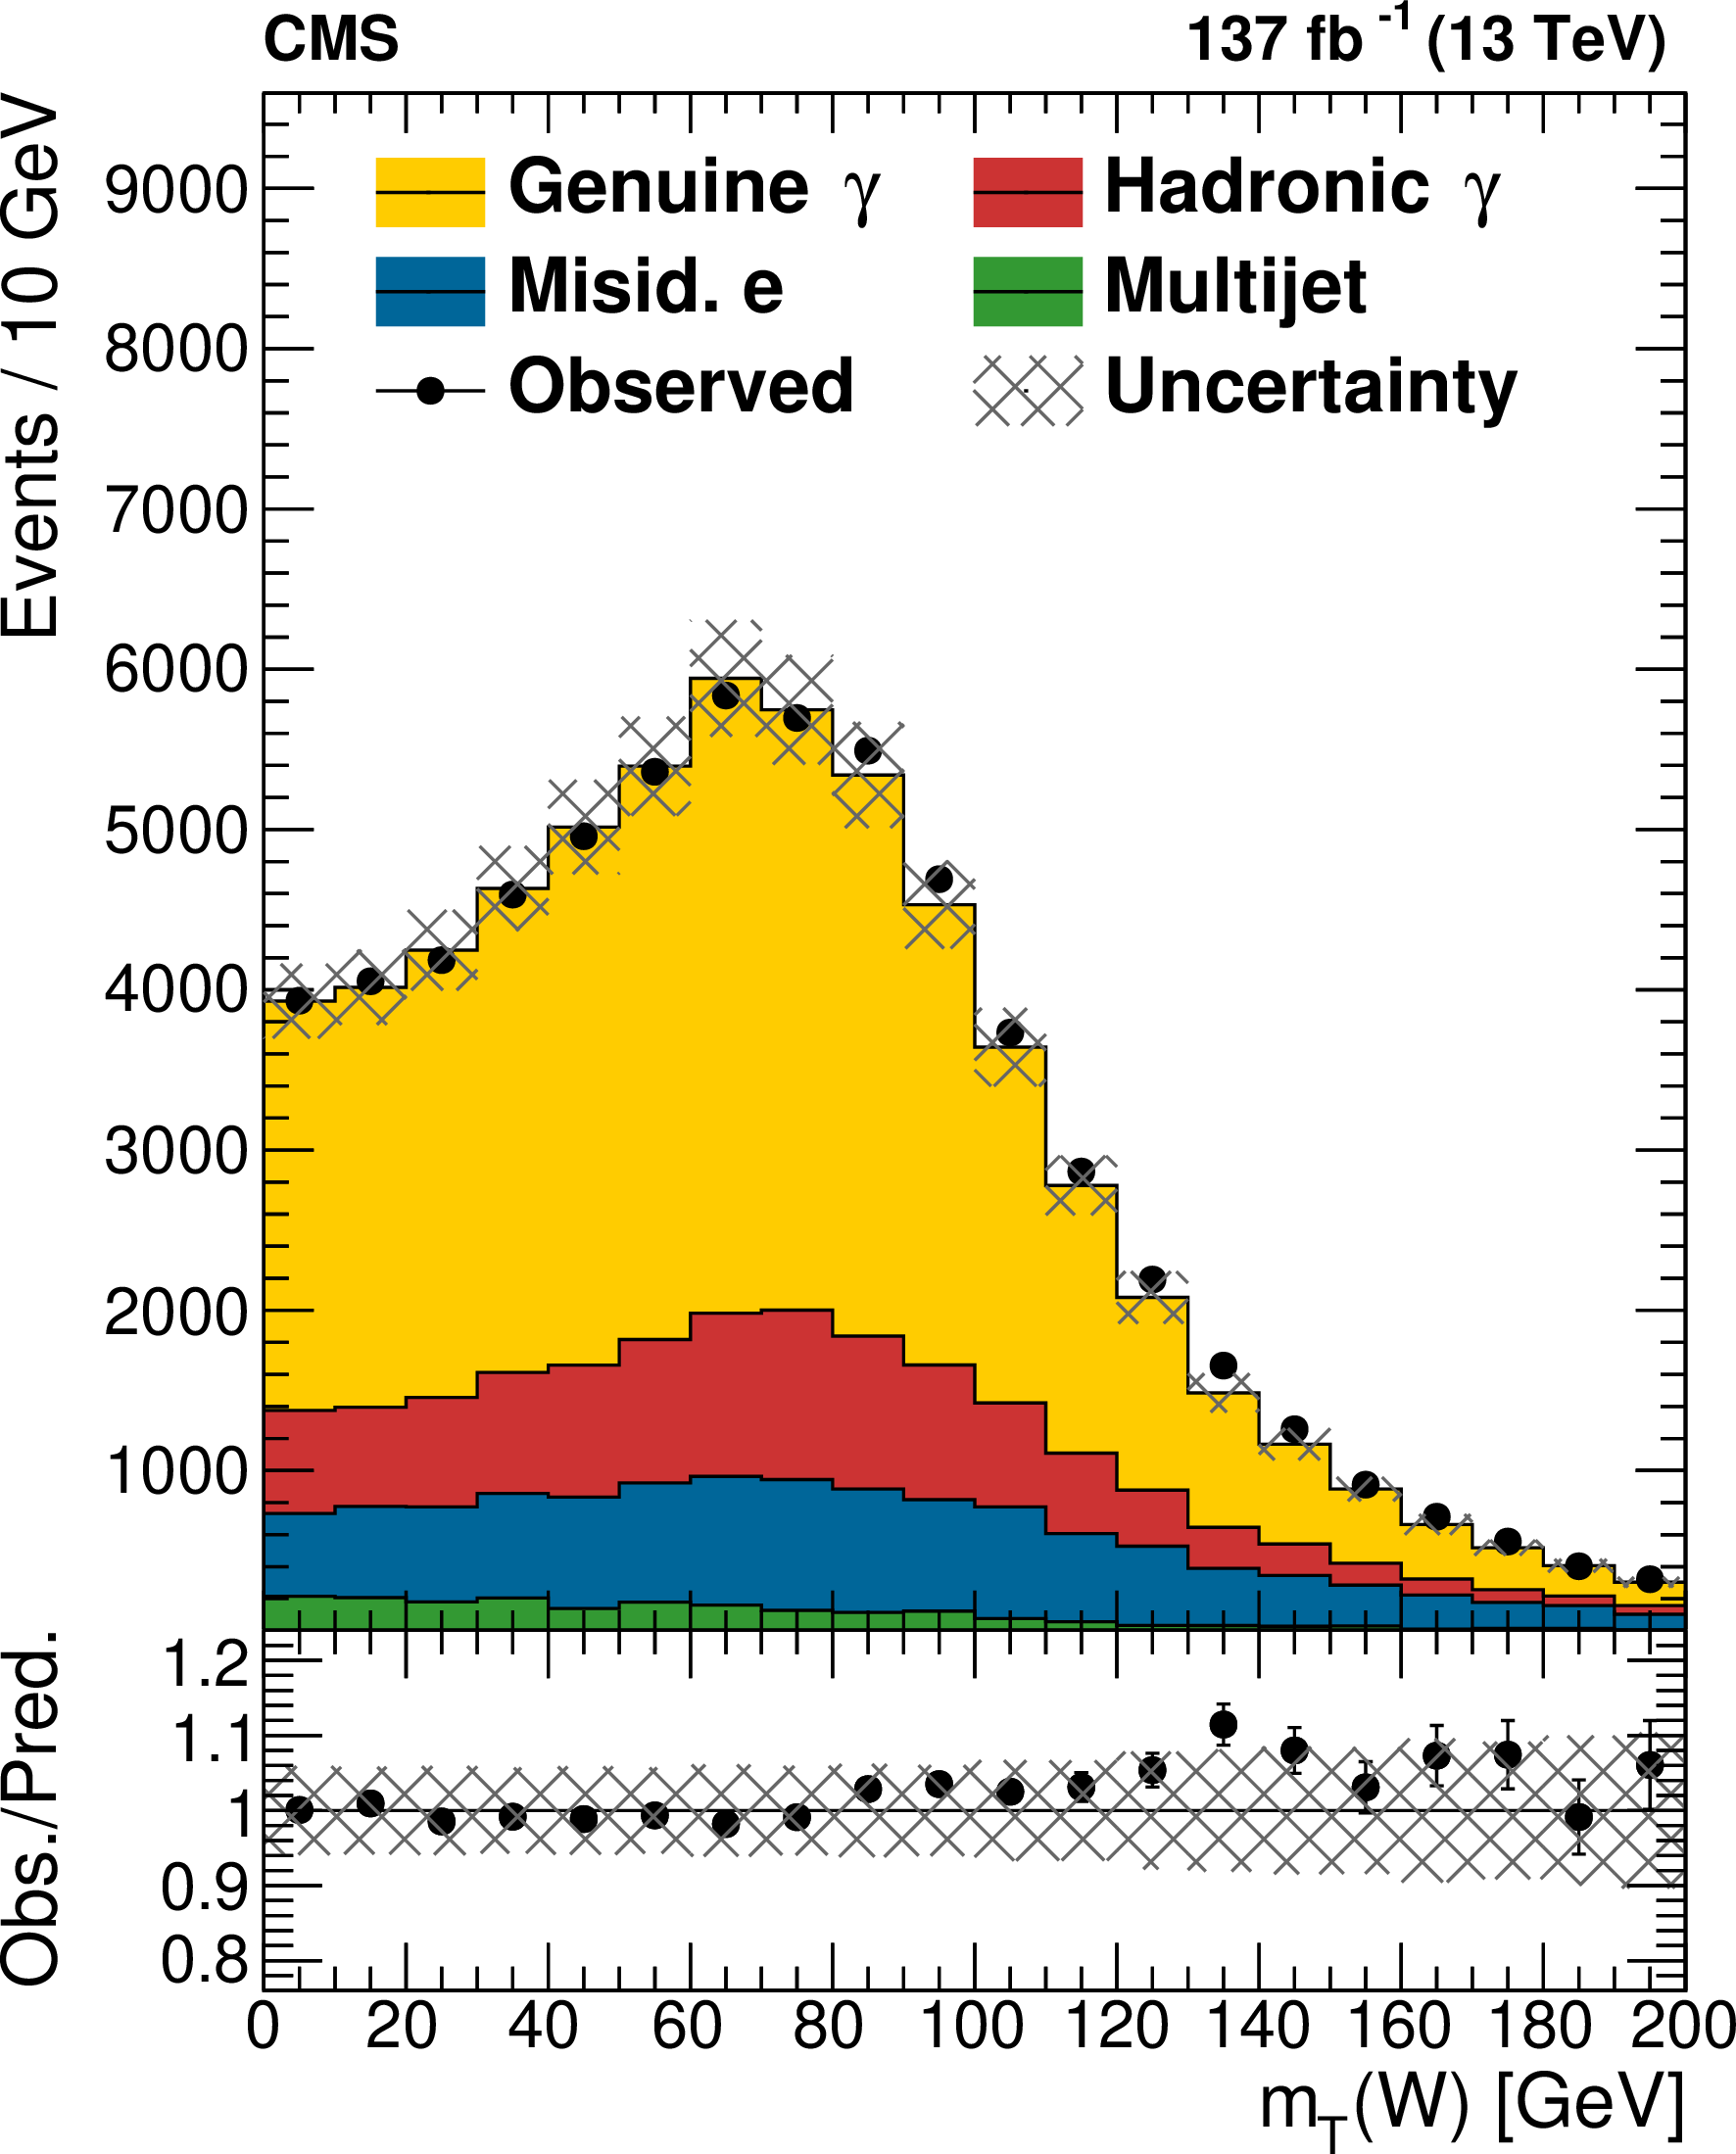 CMS
137 fb -1 (13 TeV)
Events / 10 GeV
9000
8000
7000
6000
5000
4000
3000
2000
1000
Genuine γ
Hadronic γ
Misid. e
Multijet
Observed
Uncertainty
Obs./Pred.
1.2
1.1
1
0.9
0.8
0 20 40 60 80 100 120 140 160 180 200
mT(W) [GeV]